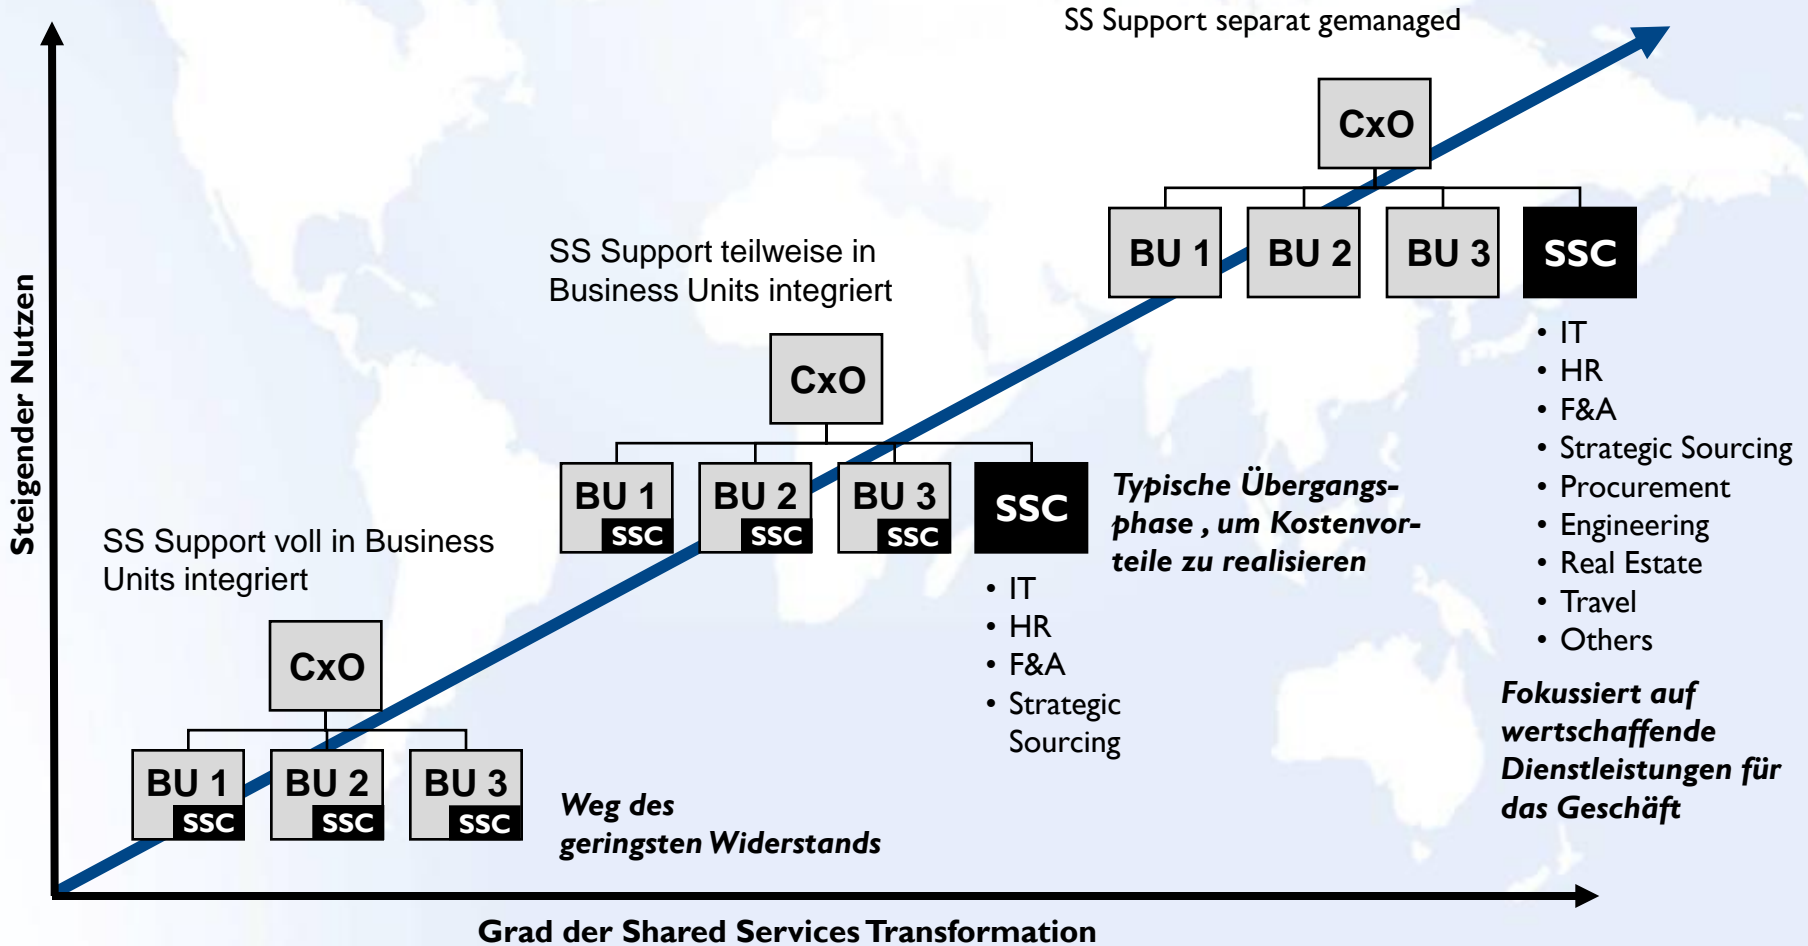 SS Support separat gemanaged
CxO
BU 1
BU 2
BU 3
SSC
• IT
• HR
• F&A
• Strategic Sourcing
• Procurement
• Engineering
• Real Estate
• Travel
• Others
Fokussiert auf
wertschaffende
Dienstleistungen für
das Geschäft
SS Support teilweise in
Business Units integriert
CxO
BU 1
SSC
BU 2
SSC
BU 3
SSC
SSC
• IT
• HR
• F&A
• Strategic
Sourcing
Typische Übergangs-
phase , um Kostenvor-
teile zu realisieren
SS Support voll in Business
Units integriert
CxO
BU 1
SSC
BU 2
SSC
BU 3
SSC
Weg des
geringsten Widerstands
Steigender Nutzen
Grad der Shared Services Transformation